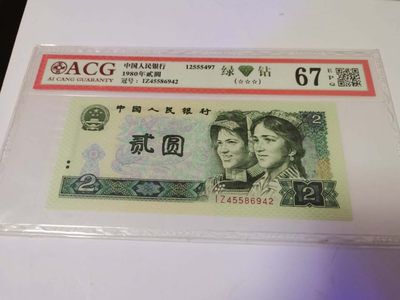 ACG
AI CANG GUARANTY
中国人民银行 12555497
1980年贰圆
冠号: IZ45586942
绿 钻
(☆☆☆)
67 EPQ
中国人民银行
2
贰圆
2
2
IZ45586942